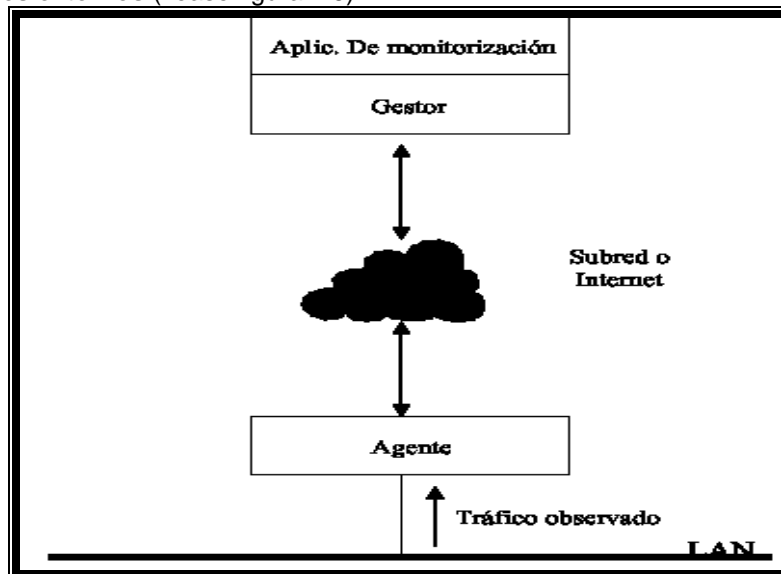 Aplic. De monitorización
Gestor
Subred o
Internet
Agente
Tráfico observado
LAN